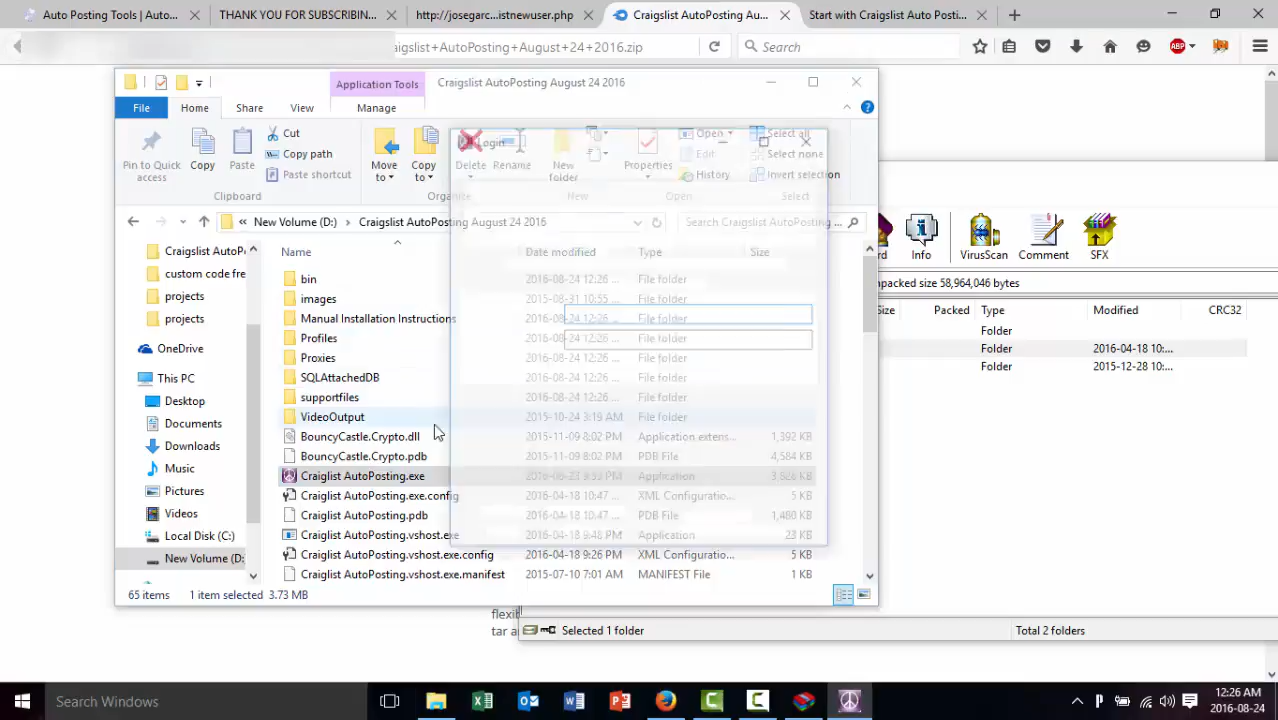 Auto Posting Tools | Autom...
THANK YOU FOR SUBSCRIBIN...
http://josegarc...istnewuser.php
Craigslist AutoPosting Au...
Start with Craigslist Auto Posti...
aigslist+AutoPosting+August+24+2016.zip
Search
Application Tools
Craigslist AutoPosting August 24 2016
File
Home
Share
View
Manage
Pin to Quick access
Copy
Paste
Cut
Copy path
Paste shortcut
Clipboard
Move to
Copy to
Organiz
Login
Delete
Rename
New folder
New
Properties
Open
Edit
History
Open
Select all
Select none
Invert selection
Select
« New Volume (D:) > Craigslist AutoPosting August 24 2016
Search Craigslist AutoPosting ...
Info
VirusScan
Comment
SFX
npacked size 58,964,046 bytes
Size
Packed
Type
Modified
CRC32
Folder
Folder
2016-04-18 10:...
Folder
2015-12-28 10:...
Craigslist AutoP
custom code fre
projects
projects
OneDrive
This PC
Desktop
Documents
Downloads
Music
Pictures
Videos
Local Disk (C:)
New Volume (D:
Name
Date modified
Type
Size
bin
2016-08-24 12:26 ...
File folder
images
2015-08-31 10:55 ...
File folder
Manual Installation Instructions
2016-08-24 12:26 ...
File folder
Profiles
2016-08-24 12:26 ...
File folder
Proxies
2016-08-24 12:26 ...
File folder
SQLAttachedDB
2016-08-24 12:26 ...
File folder
supportfiles
2016-08-24 12:26 ...
File folder
VideoOutput
2015-10-24 3:19 AM
File folder
BouncyCastle.Crypto.dll
2015-11-09 8:02 PM
Application extens...
1,392 KB
BouncyCastle.Crypto.pdb
2015-11-09 8:02 PM
PDB File
4,584 KB
Craiglist AutoPosting.exe
Application
Craiglist AutoPosting.exe.config
2016-04-18 10:47 ...
XML Configuratio...
5 KB
Craiglist AutoPosting.pdb
2016-04-18 10:47 ...
PDB File
1,480 KB
Craiglist AutoPosting.vshost.exe
2016-04-18 9:48 PM
Application
23 KB
Craiglist AutoPosting.vshost.exe.config
2016-04-18 9:26 PM
XML Configuratio...
5 KB
Craiglist AutoPosting.vshost.exe.manifest
2015-07-10 7:01 AM
MANIFEST File
1 KB
65 items
1 item selected 3.73 MB
flexib
tar a
Selected 1 folder
Total 2 folders
Search Windows
12:26 AM
2016-08-24